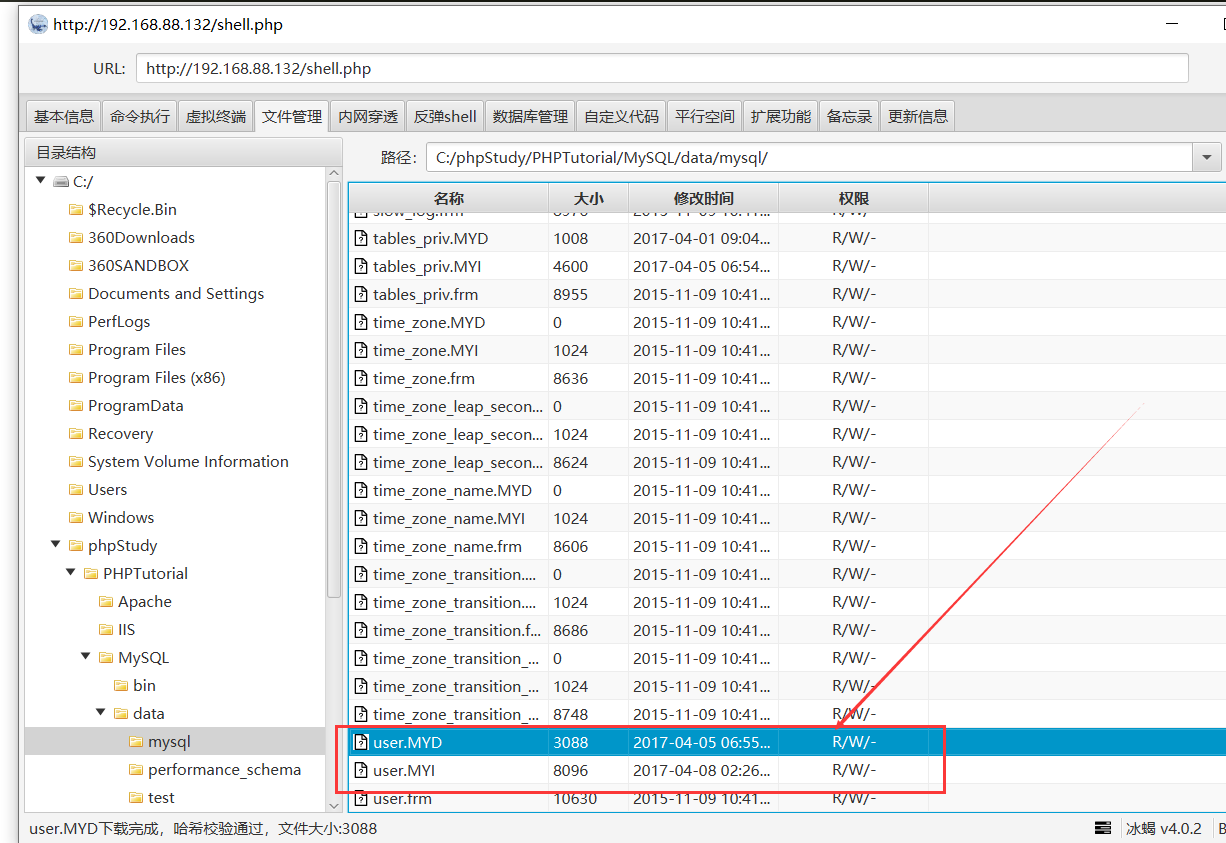 http://192.168.88.132/shell.php
URL: http://192.168.88.132/shell.php
基本信息 命令执行 虚拟终端 文件管理 内网穿透 反弹shell 数据库管理 自定义代码 平行空间 扩展功能 备忘录 更新信息
目录结构
C:/
$Recycle.Bin
360Downloads
360SANDBOX
Documents and Settings
PerfLogs
Program Files
Program Files (x86)
ProgramData
Recovery
System Volume Information
Users
Windows
phpStudy
PHPTutorial
Apache
IIS
MySQL
bin
data
mysql
performance_schema
test
路径: C:/phpStudy/PHPTutorial/MySQL/data/mysql/
名称 大小 修改时间 权限
slow_log.frm 8976 2015-11-09 10:41... R/W/-
tables_priv.MYD 1008 2017-04-01 09:04... R/W/-
tables_priv.MYI 4600 2017-04-05 06:54... R/W/-
tables_priv.frm 8955 2015-11-09 10:41... R/W/-
time_zone.MYD 0 2015-11-09 10:41... R/W/-
time_zone.MYI 1024 2015-11-09 10:41... R/W/-
time_zone.frm 8636 2015-11-09 10:41... R/W/-
time_zone_leap_secon... 0 2015-11-09 10:41... R/W/-
time_zone_leap_secon... 1024 2015-11-09 10:41... R/W/-
time_zone_leap_secon... 8624 2015-11-09 10:41... R/W/-
time_zone_name.MYD 0 2015-11-09 10:41... R/W/-
time_zone_name.MYI 1024 2015-11-09 10:41... R/W/-
time_zone_name.frm 8606 2015-11-09 10:41... R/W/-
time_zone_transition.... 0 2015-11-09 10:41... R/W/-
time_zone_transition.... 1024 2015-11-09 10:41... R/W/-
time_zone_transition.f... 8686 2015-11-09 10:41... R/W/-
time_zone_transition_... 0 2015-11-09 10:41... R/W/-
time_zone_transition_... 1024 2015-11-09 10:41... R/W/-
time_zone_transition_... 8748 2015-11-09 10:41... R/W/-
user.MYD 3088 2017-04-05 06:55... R/W/-
user.MYI 8096 2017-04-08 02:26... R/W/-
user.frm 10630 2015-11-09 10:41... R/W/-
user.MYD下载完成，哈希校验通过，文件大小:3088
冰蝎 v4.0.2